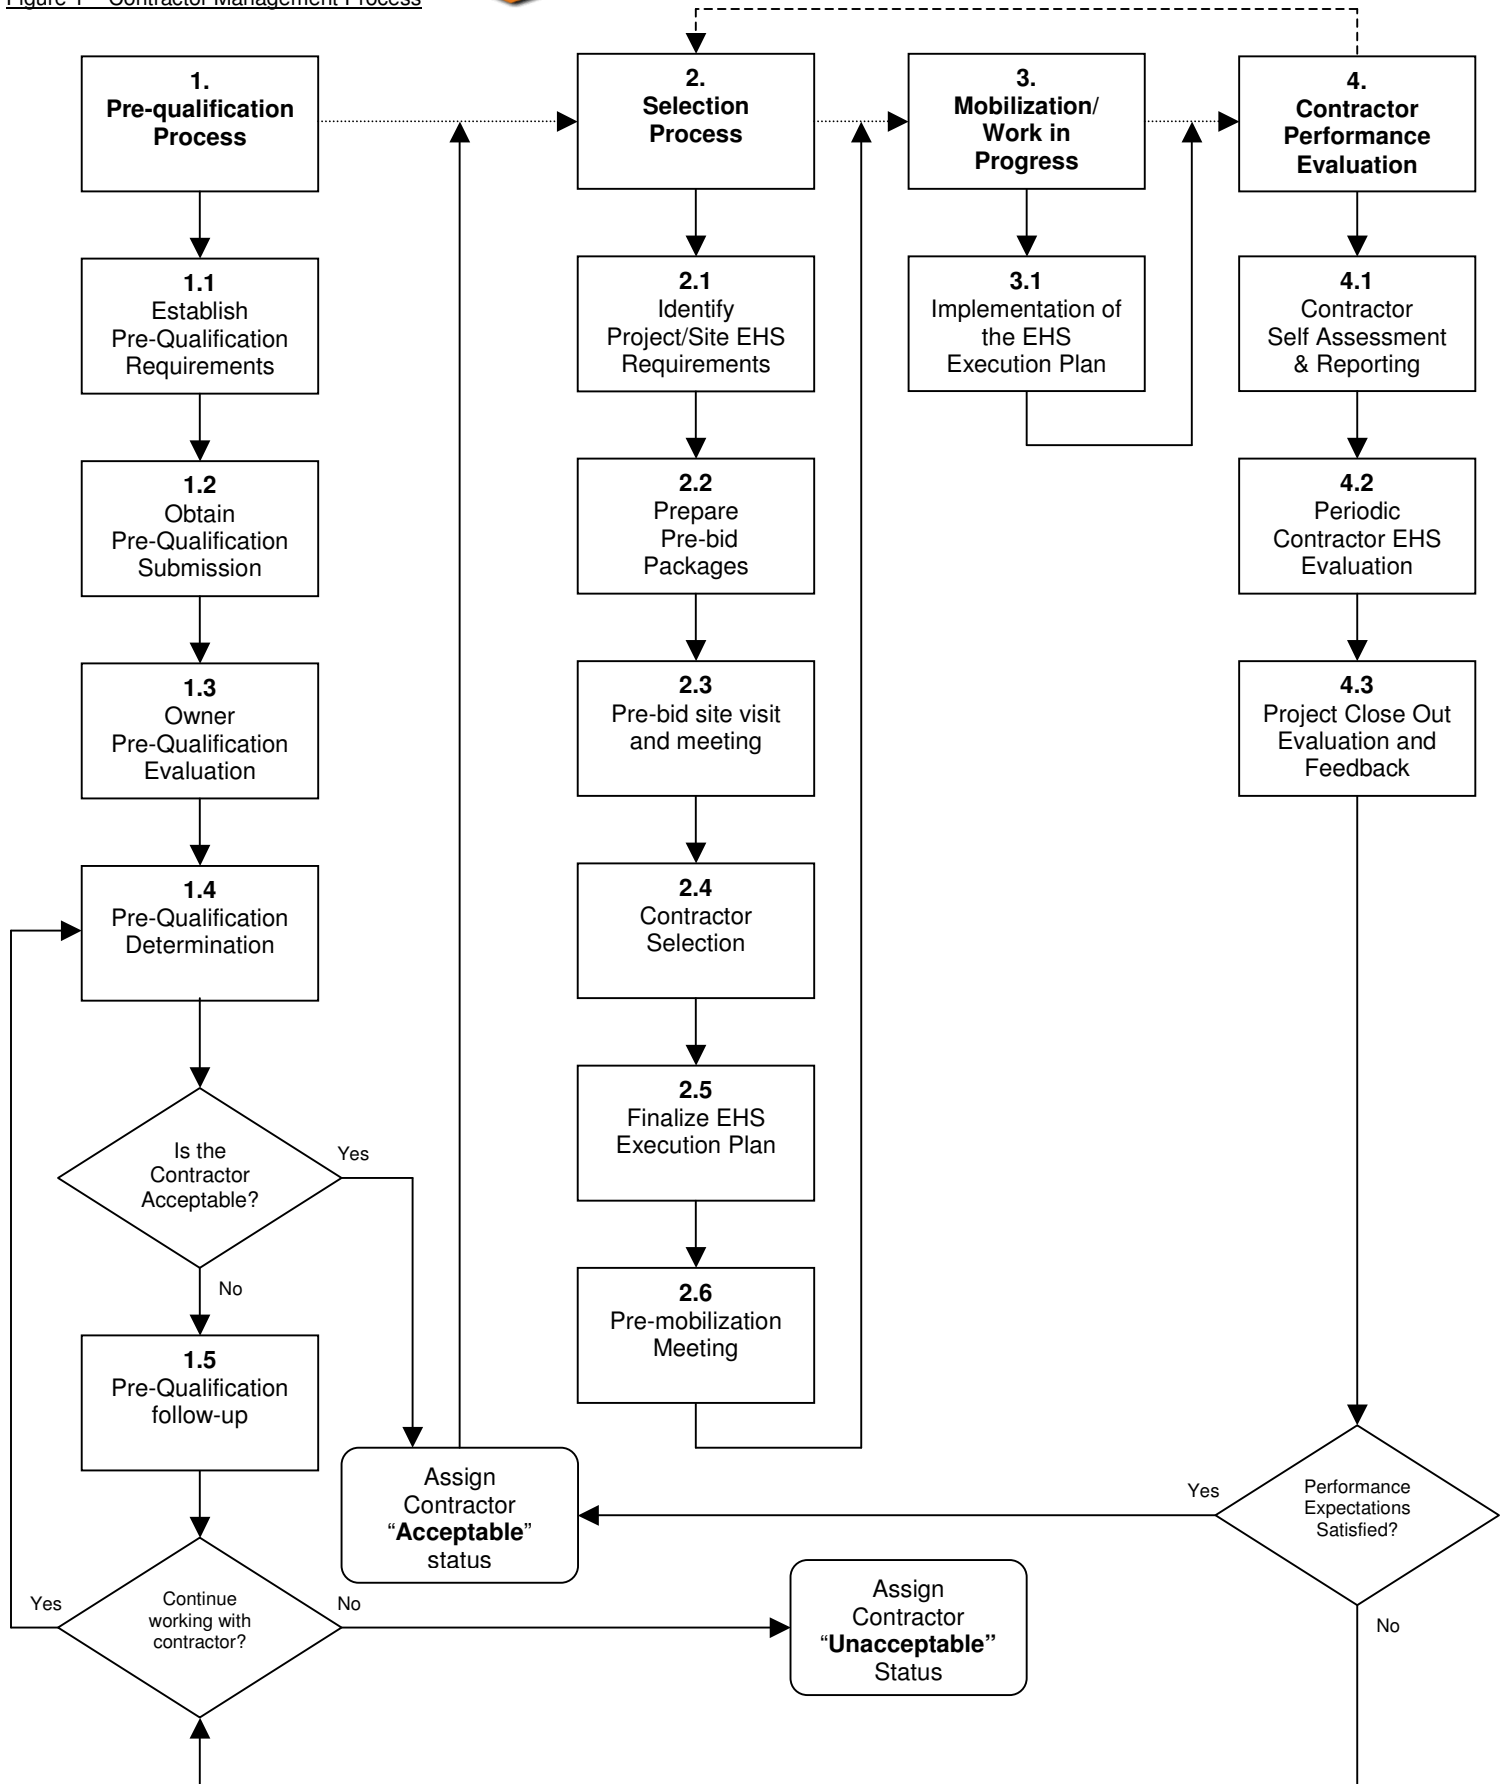 Figure 1 – Contractor Management Process
1.
Pre-qualification
Process
1.1
Establish
Pre-Qualification
Requirements
1.2
Obtain
Pre-Qualification
Submission
1.3
Owner
Pre-Qualification
Evaluation
1.4
Pre-Qualification
Determination
Is the
Contractor
Acceptable?
Yes
No
1.5
Pre-Qualification
follow-up
Continue
working with
contractor?
Yes
No
Assign
Contractor
“Acceptable”
status
Assign
Contractor
“Unacceptable”
Status
2.
Selection
Process
2.1
Identify
Project/Site EHS
Requirements
2.2
Prepare
Pre-bid
Packages
2.3
Pre-bid site visit
and meeting
2.4
Contractor
Selection
2.5
Finalize EHS
Execution Plan
2.6
Pre-mobilization
Meeting
3.
Mobilization/
Work in
Progress
3.1
Implementation of
the EHS
Execution Plan
4.
Contractor
Performance
Evaluation
4.1
Contractor
Self Assessment
& Reporting
4.2
Periodic
Contractor EHS
Evaluation
4.3
Project Close Out
Evaluation and
Feedback
Performance
Expectations
Satisfied?
Yes
No